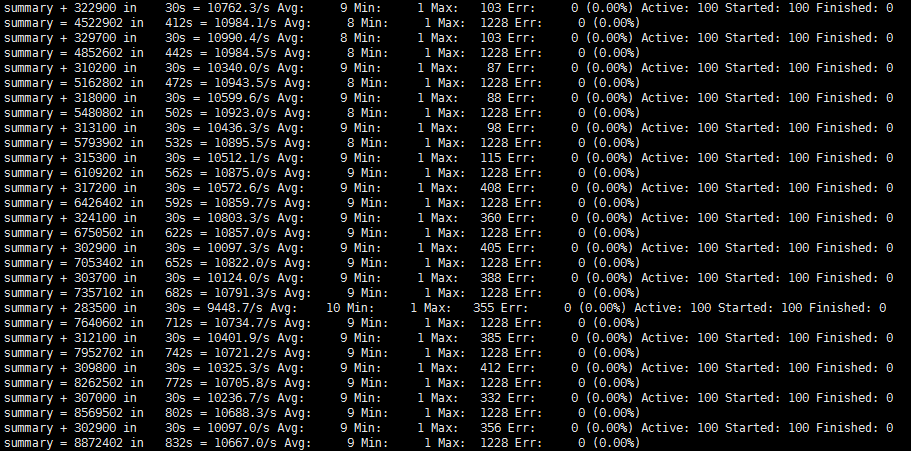 summary + 322900 in    30s = 10762.3/s Avg:     9 Min:     1 Max:   103 Err:     0 (0.00%) Active: 100 Started: 100 Finished: 0
summary = 4522902 in   412s = 10984.1/s Avg:     8 Min:     1 Max:  1228 Err:     0 (0.00%)
summary + 329700 in    30s = 10990.4/s Avg:     8 Min:     1 Max:   103 Err:     0 (0.00%) Active: 100 Started: 100 Finished: 0
summary = 4852602 in   442s = 10984.5/s Avg:     8 Min:     1 Max:  1228 Err:     0 (0.00%)
summary + 310200 in    30s = 10340.0/s Avg:     9 Min:     1 Max:    87 Err:     0 (0.00%) Active: 100 Started: 100 Finished: 0
summary = 5162802 in   472s = 10943.5/s Avg:     8 Min:     1 Max:  1228 Err:     0 (0.00%)
summary + 318000 in    30s = 10599.6/s Avg:     9 Min:     1 Max:    88 Err:     0 (0.00%) Active: 100 Started: 100 Finished: 0
summary = 5480802 in   502s = 10923.0/s Avg:     8 Min:     1 Max:  1228 Err:     0 (0.00%)
summary + 313100 in    30s = 10436.3/s Avg:     9 Min:     1 Max:    98 Err:     0 (0.00%) Active: 100 Started: 100 Finished: 0
summary = 5793902 in   532s = 10895.5/s Avg:     8 Min:     1 Max:  1228 Err:     0 (0.00%)
summary + 315300 in    30s = 10512.1/s Avg:     9 Min:     1 Max:   115 Err:     0 (0.00%) Active: 100 Started: 100 Finished: 0
summary = 6109202 in   562s = 10875.0/s Avg:     9 Min:     1 Max:  1228 Err:     0 (0.00%)
summary + 317200 in    30s = 10572.6/s Avg:     9 Min:     1 Max:   408 Err:     0 (0.00%) Active: 100 Started: 100 Finished: 0
summary = 6426402 in   592s = 10859.7/s Avg:     9 Min:     1 Max:  1228 Err:     0 (0.00%)
summary + 324100 in    30s = 10803.3/s Avg:     9 Min:     1 Max:   360 Err:     0 (0.00%) Active: 100 Started: 100 Finished: 0
summary = 6750502 in   622s = 10857.0/s Avg:     9 Min:     1 Max:  1228 Err:     0 (0.00%)
summary + 302900 in    30s = 10097.3/s Avg:     9 Min:     1 Max:   405 Err:     0 (0.00%) Active: 100 Started: 100 Finished: 0
summary = 7053402 in   652s = 10822.0/s Avg:     9 Min:     1 Max:  1228 Err:     0 (0.00%)
summary + 303700 in    30s = 10124.0/s Avg:     9 Min:     1 Max:   388 Err:     0 (0.00%) Active: 100 Started: 100 Finished: 0
summary = 7357102 in   682s = 10791.3/s Avg:     9 Min:     1 Max:  1228 Err:     0 (0.00%)
summary + 283500 in    30s = 9448.7/s Avg:    10 Min:     1 Max:   355 Err:     0 (0.00%) Active: 100 Started: 100 Finished: 0
summary = 7640602 in   712s = 10734.7/s Avg:     9 Min:     1 Max:  1228 Err:     0 (0.00%)
summary + 312100 in    30s = 10401.9/s Avg:     9 Min:     1 Max:   385 Err:     0 (0.00%) Active: 100 Started: 100 Finished: 0
summary = 7952702 in   742s = 10721.2/s Avg:     9 Min:     1 Max:  1228 Err:     0 (0.00%)
summary + 309800 in    30s = 10325.3/s Avg:     9 Min:     1 Max:   412 Err:     0 (0.00%) Active: 100 Started: 100 Finished: 0
summary = 8262502 in   772s = 10705.8/s Avg:     9 Min:     1 Max:  1228 Err:     0 (0.00%)
summary + 307000 in    30s = 10236.7/s Avg:     9 Min:     1 Max:   332 Err:     0 (0.00%) Active: 100 Started: 100 Finished: 0
summary = 8569502 in   802s = 10688.3/s Avg:     9 Min:     1 Max:  1228 Err:     0 (0.00%)
summary + 302900 in    30s = 10097.0/s Avg:     9 Min:     1 Max:   356 Err:     0 (0.00%) Active: 100 Started: 100 Finished: 0
summary = 8872402 in   832s = 10667.0/s Avg:     9 Min:     1 Max:  1228 Err:     0 (0.00%)